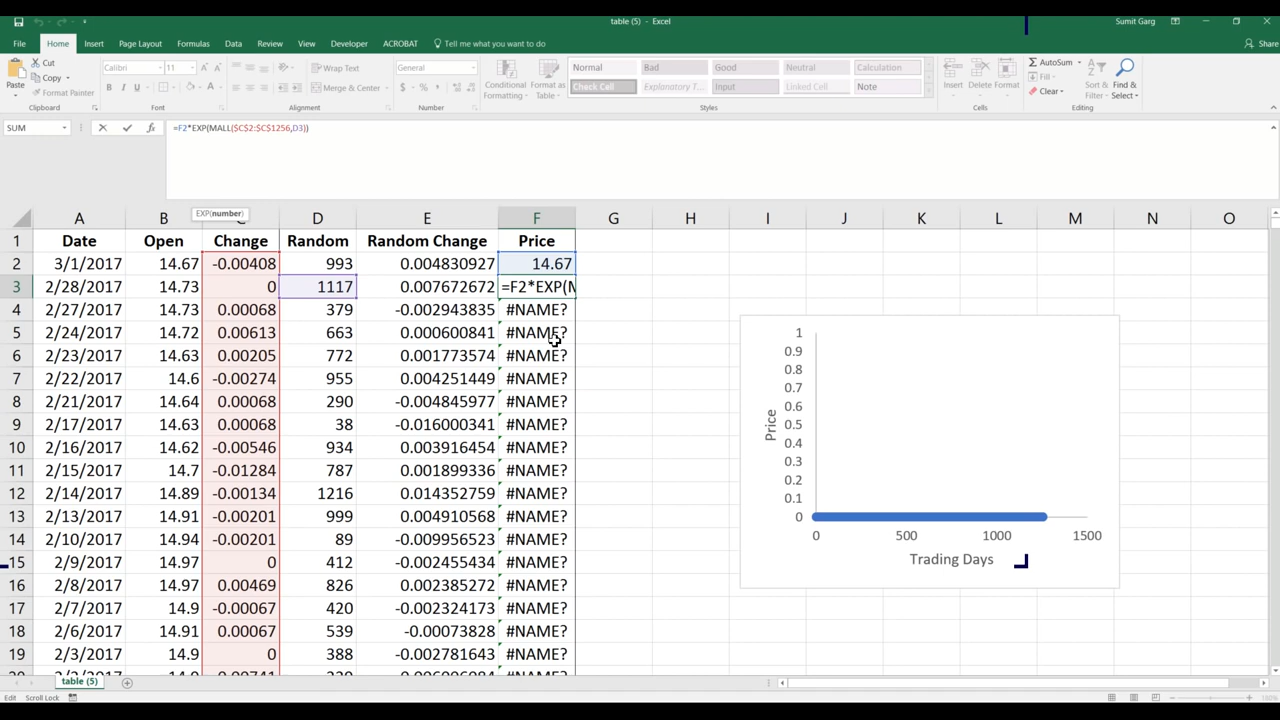 table (5) - Excel
Sumit Garg
File Home Insert Page Layout Formulas Data Review View Developer ACROBAT Tell me what you want to do Share
Cut
Copy
Format Painter
Paste
Clipboard
Calibri 11
B I U
Font
Wrap Text
Merge & Center
Alignment
General
$ %
Number
Conditional Formatting
Format as Table
Normal Bad Good Neutral Calculation
Check Cell Explanatory T... Input Linked Cell Note
Styles
Insert Delete Format
Cells
AutoSum
Fill
Clear
Sort & Filter
Find & Select
Editing
SUM
=F2*EXP(MALL($C$2:$C$1256,D3))
EXP(number)
A B C D E F G H I J K L M N O
1 Date Open Change Random Random Change Price
2 3/1/2017 14.67 -0.00408 993 0.004830927 14.67
3 2/28/2017 14.73 0 1117 0.007672672 =F2*EXP(M
4 2/27/2017 14.73 0.00068 379 -0.002943835 #NAME?
5 2/24/2017 14.72 0.00613 663 0.000600841 #NAME?
6 2/23/2017 14.63 0.00205 772 0.001773574 #NAME?
7 2/22/2017 14.6 -0.00274 955 0.004251449 #NAME?
8 2/21/2017 14.64 0.00068 290 -0.004845977 #NAME?
9 2/17/2017 14.63 0.00068 38 -0.016000341 #NAME?
10 2/16/2017 14.62 -0.00546 934 0.003916454 #NAME?
11 2/15/2017 14.7 -0.01284 787 0.001899336 #NAME?
12 2/14/2017 14.89 -0.00134 1216 0.014352759 #NAME?
13 2/13/2017 14.91 -0.00201 999 0.004910568 #NAME?
14 2/10/2017 14.94 -0.00201 89 -0.009956523 #NAME?
15 2/9/2017 14.97 0 412 -0.002455434 #NAME?
16 2/8/2017 14.97 0.00469 826 0.002385272 #NAME?
17 2/7/2017 14.9 -0.00067 420 -0.002324173 #NAME?
18 2/6/2017 14.91 0.00067 539 -0.00073828 #NAME?
19 2/3/2017 14.9 0 388 -0.002781643 #NAME?
1
0.9
0.8
0.7
0.6
0.5
0.4
0.3
0.2
0.1
0
Price
0 500 1000 1500
Trading Days
table (5)
Edit Scroll Lock